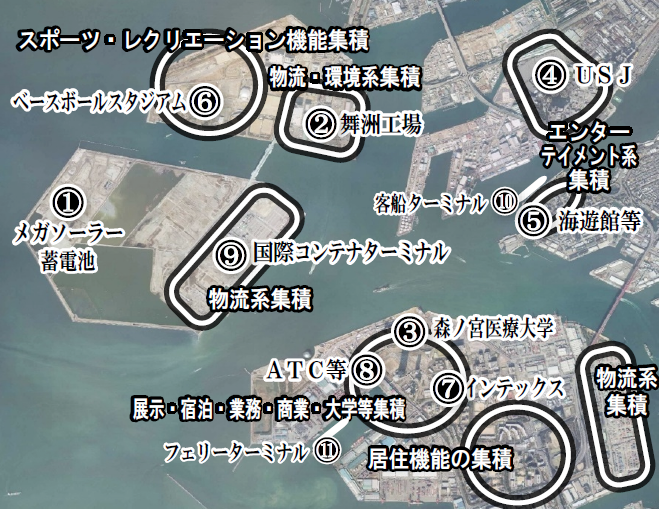 スポーツ・レクリエーション機能集積
物流・環境系集積
ベースボールスタジアム⑥
②舞洲工場
④ＵＳＪ
エンター
テイメント系
集積
①
メガソーラー
蓄電池
客船ターミナル⑩
⑤海遊館等
⑨国際コンテナターミナル
物流系集積
③森ノ宮医療大学
ＡＴＣ等⑧
⑦インテックス
展示・宿泊・業務・商業・大学等集積
物流系
集積
フェリーターミナル⑪
居住機能の集積